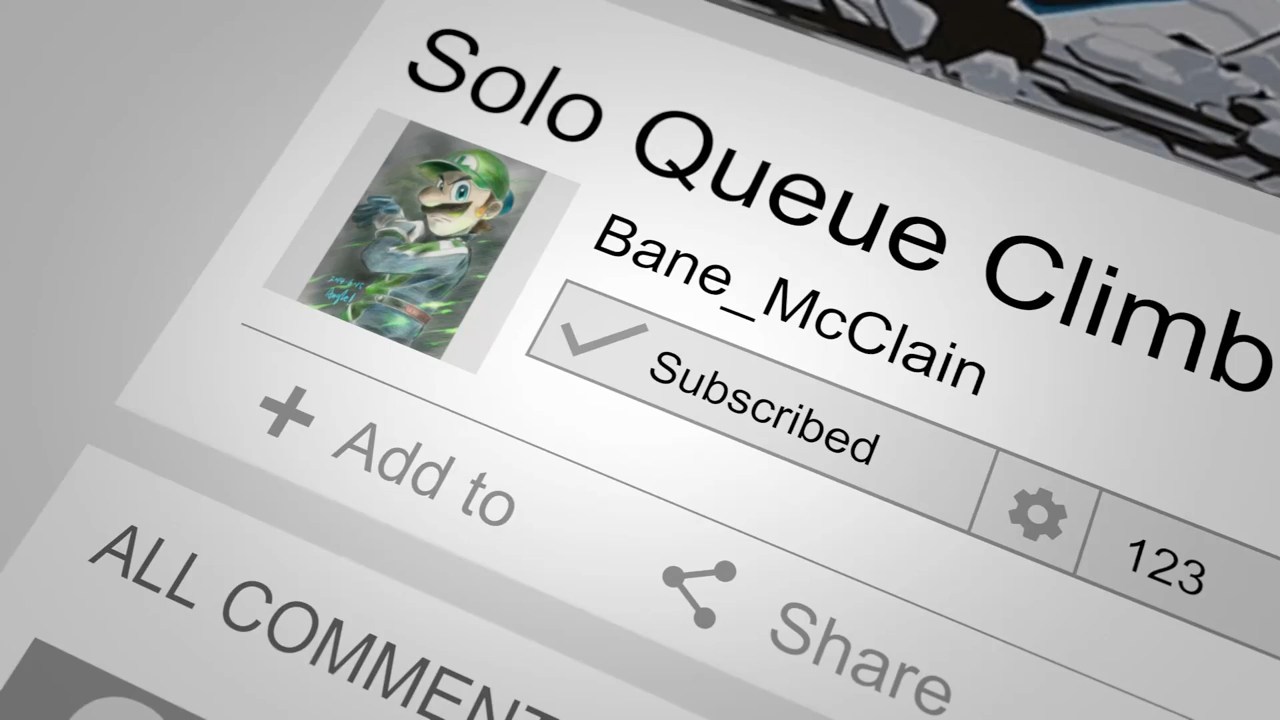 Solo Queue Climb
Bane_McClain
Subscribed
123
Add to
Share
ALL COMMENT